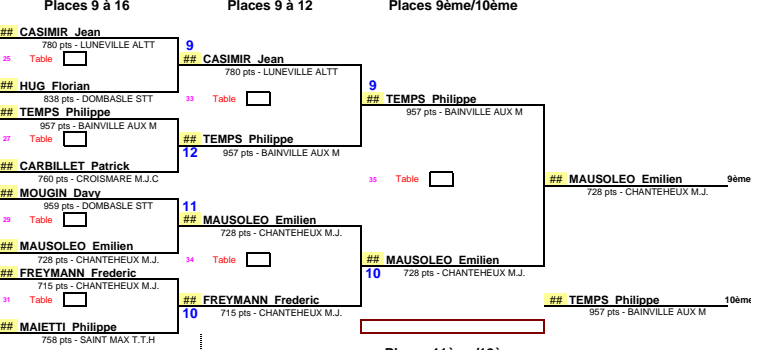 Places 9 à 16
Places 9 à 12
Places 9ème/10ème
## CASIMIR Jean
780 pts - LUNEVILLE ALTT
25 Table
## HUG Florian
838 pts - DOMBASLE STT
## TEMPS Philippe
957 pts - BAINVILLE AUX M
27 Table
## CARBILLET Patrick
760 pts - CROISMARE M.J.C
## MOUGIN Davy
959 pts - DOMBASLE STT
29 Table
## MAUSOLEO Emilien
728 pts - CHANTEHEUX M.J.
## FREYMANN Frederic
715 pts - CHANTEHEUX M.J.
31 Table
## MAIETTI Philippe
758 pts - SAINT MAX T.T.H
9
## CASIMIR Jean
780 pts - LUNEVILLE ALTT
33 Table
## TEMPS Philippe
12 957 pts - BAINVILLE AUX M
11
## MAUSOLEO Emilien
728 pts - CHANTEHEUX M.J.
34 Table
## FREYMANN Frederic
10 715 pts - CHANTEHEUX M.J.
9
## TEMPS Philippe
957 pts - BAINVILLE AUX M
35 Table
## MAUSOLEO Emilien
10 728 pts - CHANTEHEUX M.J.
## MAUSOLEO Emilien 9ème
728 pts - CHANTEHEUX M.J.
## TEMPS Philippe 10ème
957 pts - BAINVILLE AUX M